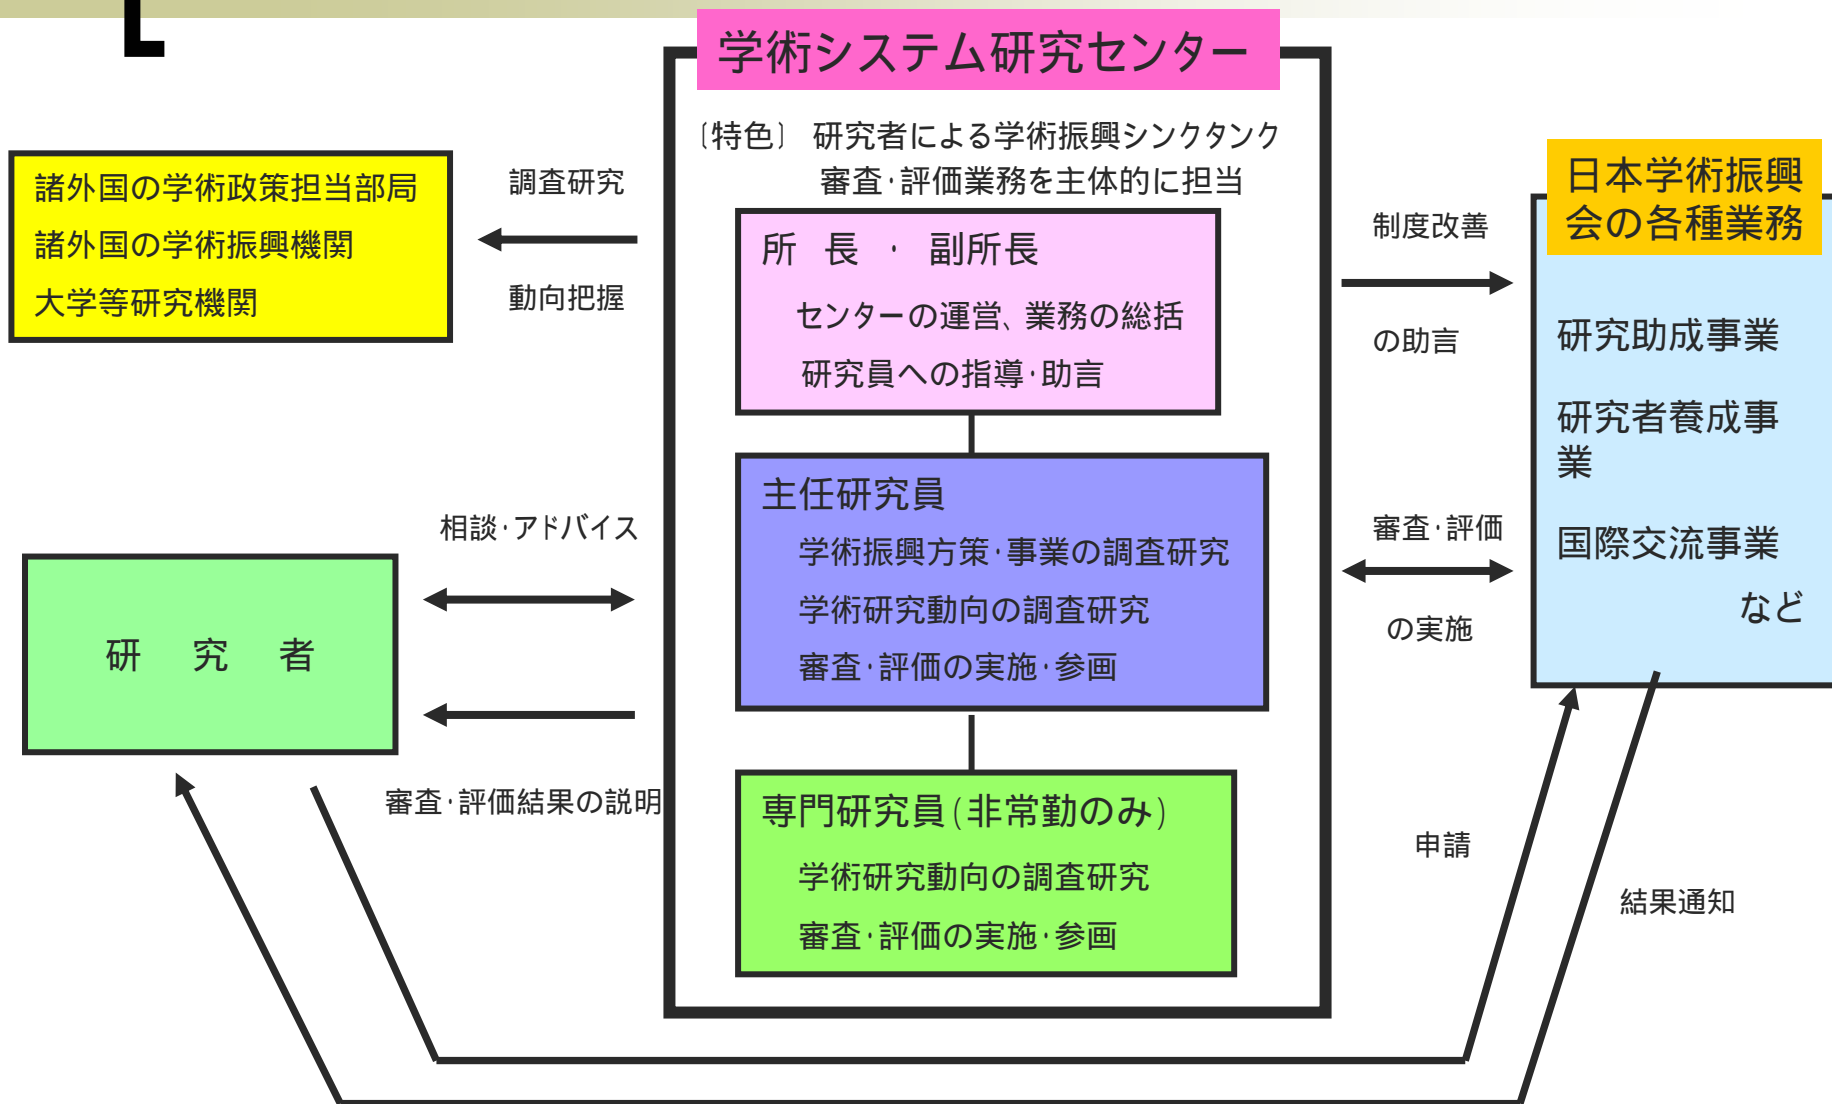 学術システム研究センター
〔特色〕 研究者による学術振興シンクタンク
審査・評価業務を主体的に担当
諸外国の学術政策担当部局
諸外国の学術振興機関
大学等研究機関
調査研究
動向把握
所 長 ・ 副所長
センターの運営、業務の総括
研究員への指導・助言
制度改善
の助言
日本学術振興
会の各種業務
研究助成事業
研究者養成事
業
国際交流事業
など
主任研究員
学術振興方策・事業の調査研究
学術研究動向の調査研究
審査・評価の実施・参画
相談・アドバイス
研 究 者
審査・評価結果の説明
審査・評価
の実施
専門研究員(非常勤のみ)
学術研究動向の調査研究
審査・評価の実施・参画
申請
結果通知